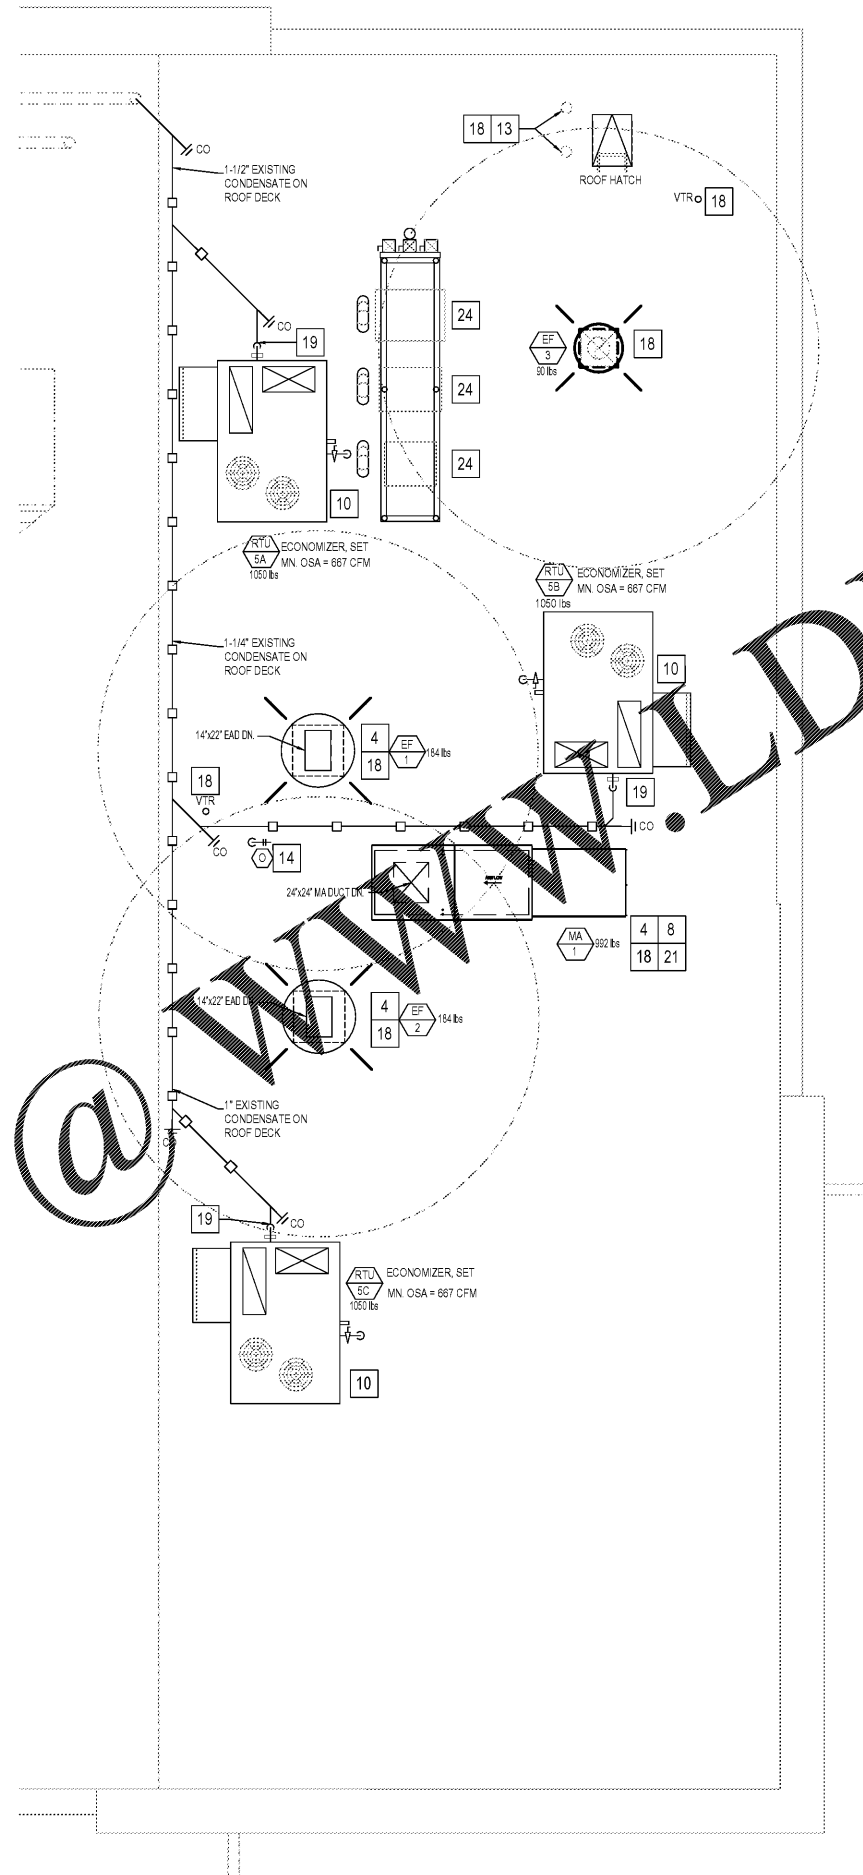 CO
18 13
ROOF HATCH
1-1/2" EXISTING
CONDENSATE ON
ROOF DECK
VTR 18
CO
24
19
EF
3
18
90 lbs
24
24
10
RTU
5A
ECONOMIZER, SET
MN. OSA = 667 CFM
1050 lbs
RTU
5B
ECONOMIZER, SET
MN. OSA = 667 CFM
1050 lbs
1-1/4" EXISTING
CONDENSATE ON
ROOF DECK
10
14"x22" EAD DN.
4
18
EF
1
184 lbs
18
VTR
19
CO
CO
O 14
24"x24" MA DUCT DN.
MA
1
992 lbs
4 8
18 21
14"x22" EAD
4
18
EF
2
184 lbs
1" EXISTING
CONDENSATE ON
ROOF DECK
19
CO
RTU
5C
ECONOMIZER, SET
MN. OSA = 667 CFM
1050 lbs
10
@WWW.LD